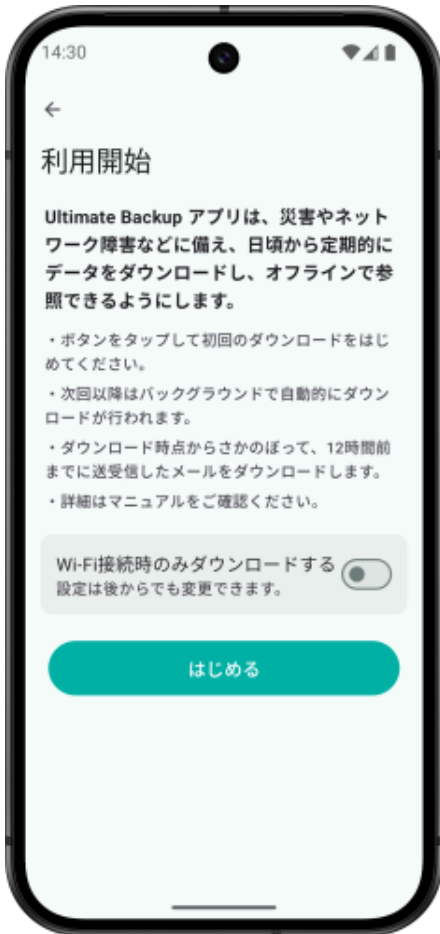 14:30
利用開始
Ultimate Backup アプリは、災害やネット
ワーク障害などに備え、日頃から定期的に
データをダウンロードし、オフラインで参
照できるようにします。
・ボタンをタップして初回のダウンロードをはじ
めてください。
・次回以降はバックグラウンドで自動的にダウン
ロードが行われます。
・ダウンロード時点からさかのぼって、12時間前
までに送受信したメールをダウンロードします。
・詳細はマニュアルをご確認ください。
Wi-Fi接続時のみダウンロードする
設定は後からでも変更できます。
はじめる